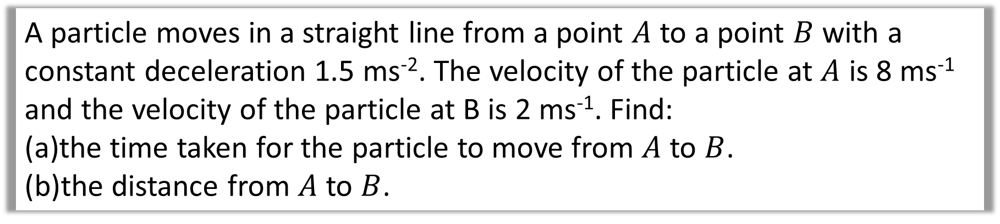 A particle moves in a straight line from a point A to a point B with a
constant deceleration 1.5 ms⁻². The velocity of the particle at A is 8 ms⁻¹
and the velocity of the particle at B is 2 ms⁻¹. Find:
(a)the time taken for the particle to move from A to B.
(b)the distance from A to B.